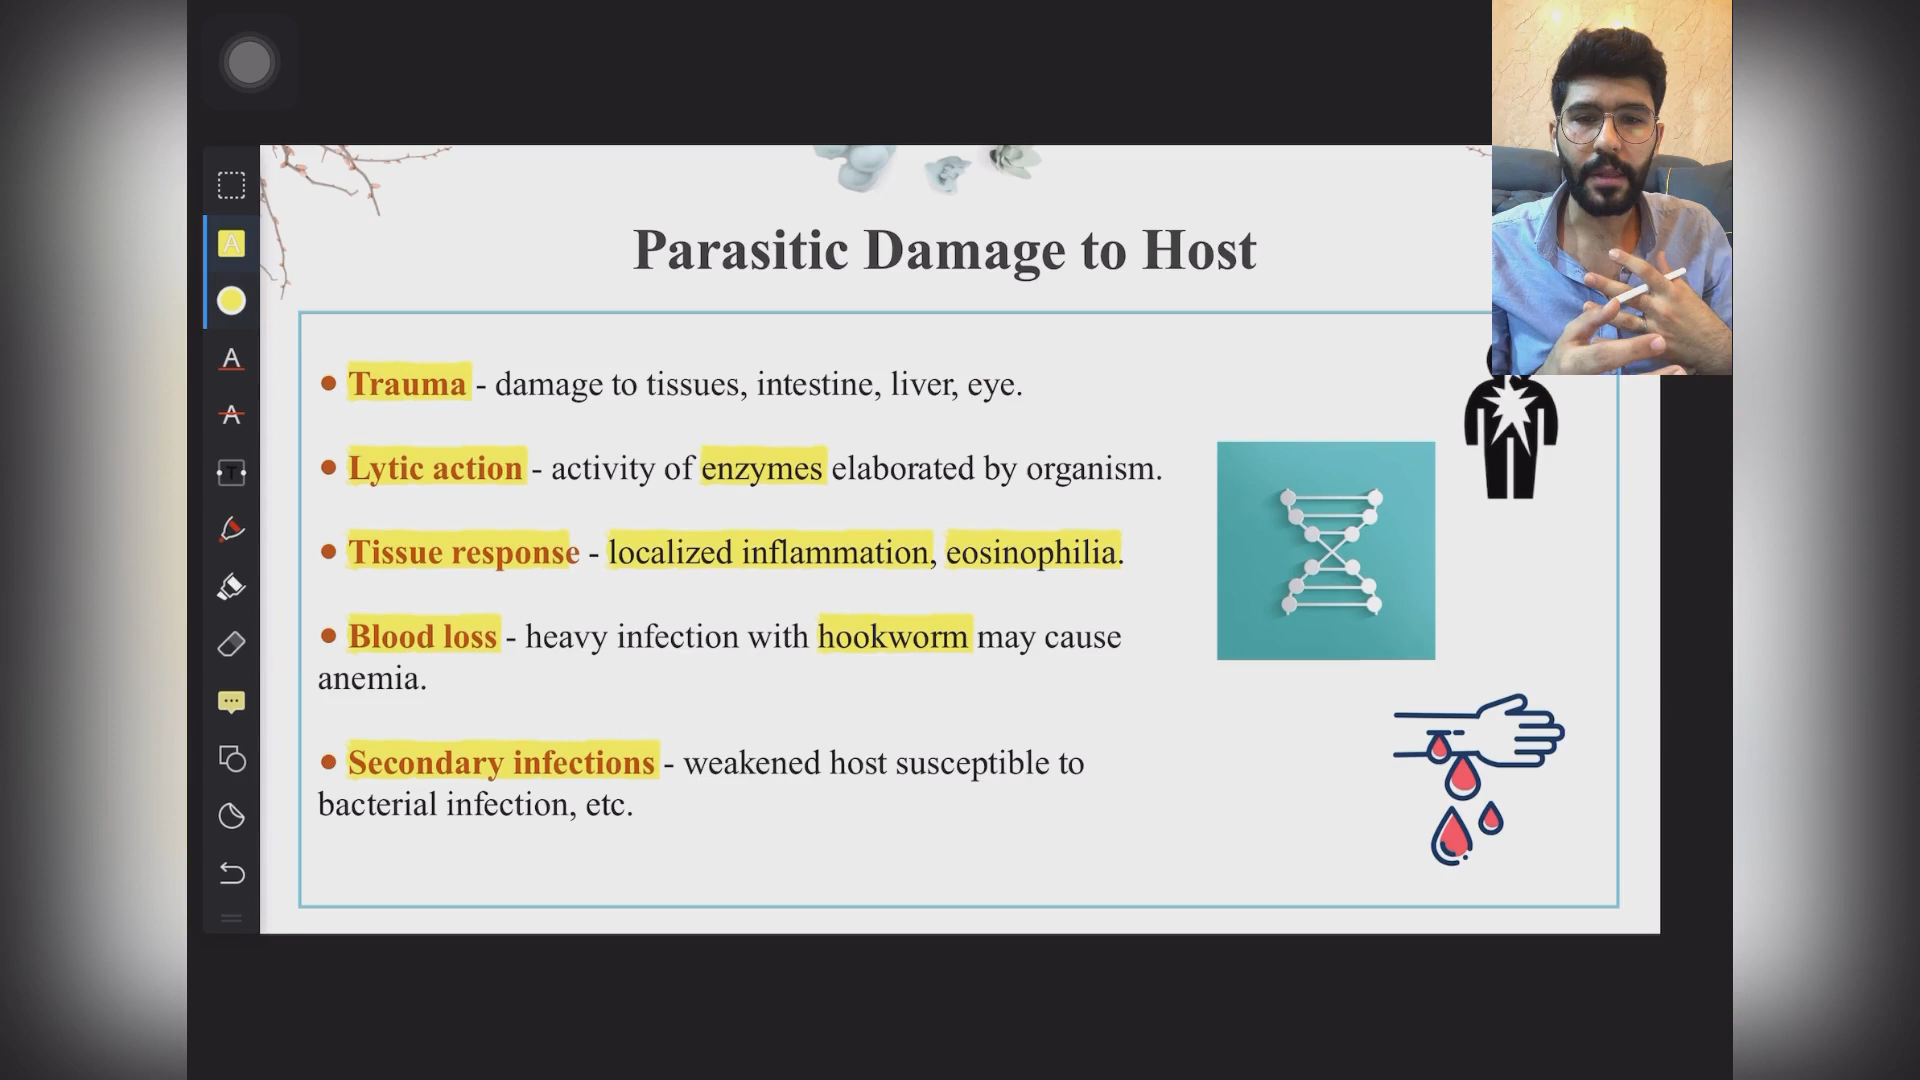 Parasitic Damage to Host
• Trauma - damage to tissues, intestine, liver, eye.
• Lytic action - activity of enzymes elaborated by organism.
• Tissue response - localized inflammation, eosinophilia.
• Blood loss - heavy infection with hookworm may cause
anemia.
• Secondary infections - weakened host susceptible to
bacterial infection, etc.
A
A
A
T